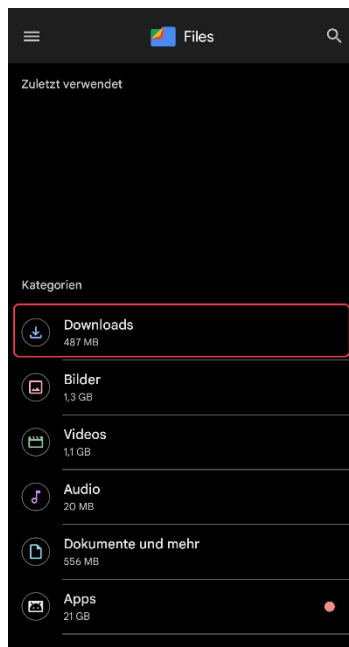 Files
Zuletzt verwendet
Kategorien
Downloads
487 MB
Bilder
1,3 GB
Videos
1,1 GB
Audio
20 MB
Dokumente und mehr
556 MB
Apps
21 GB